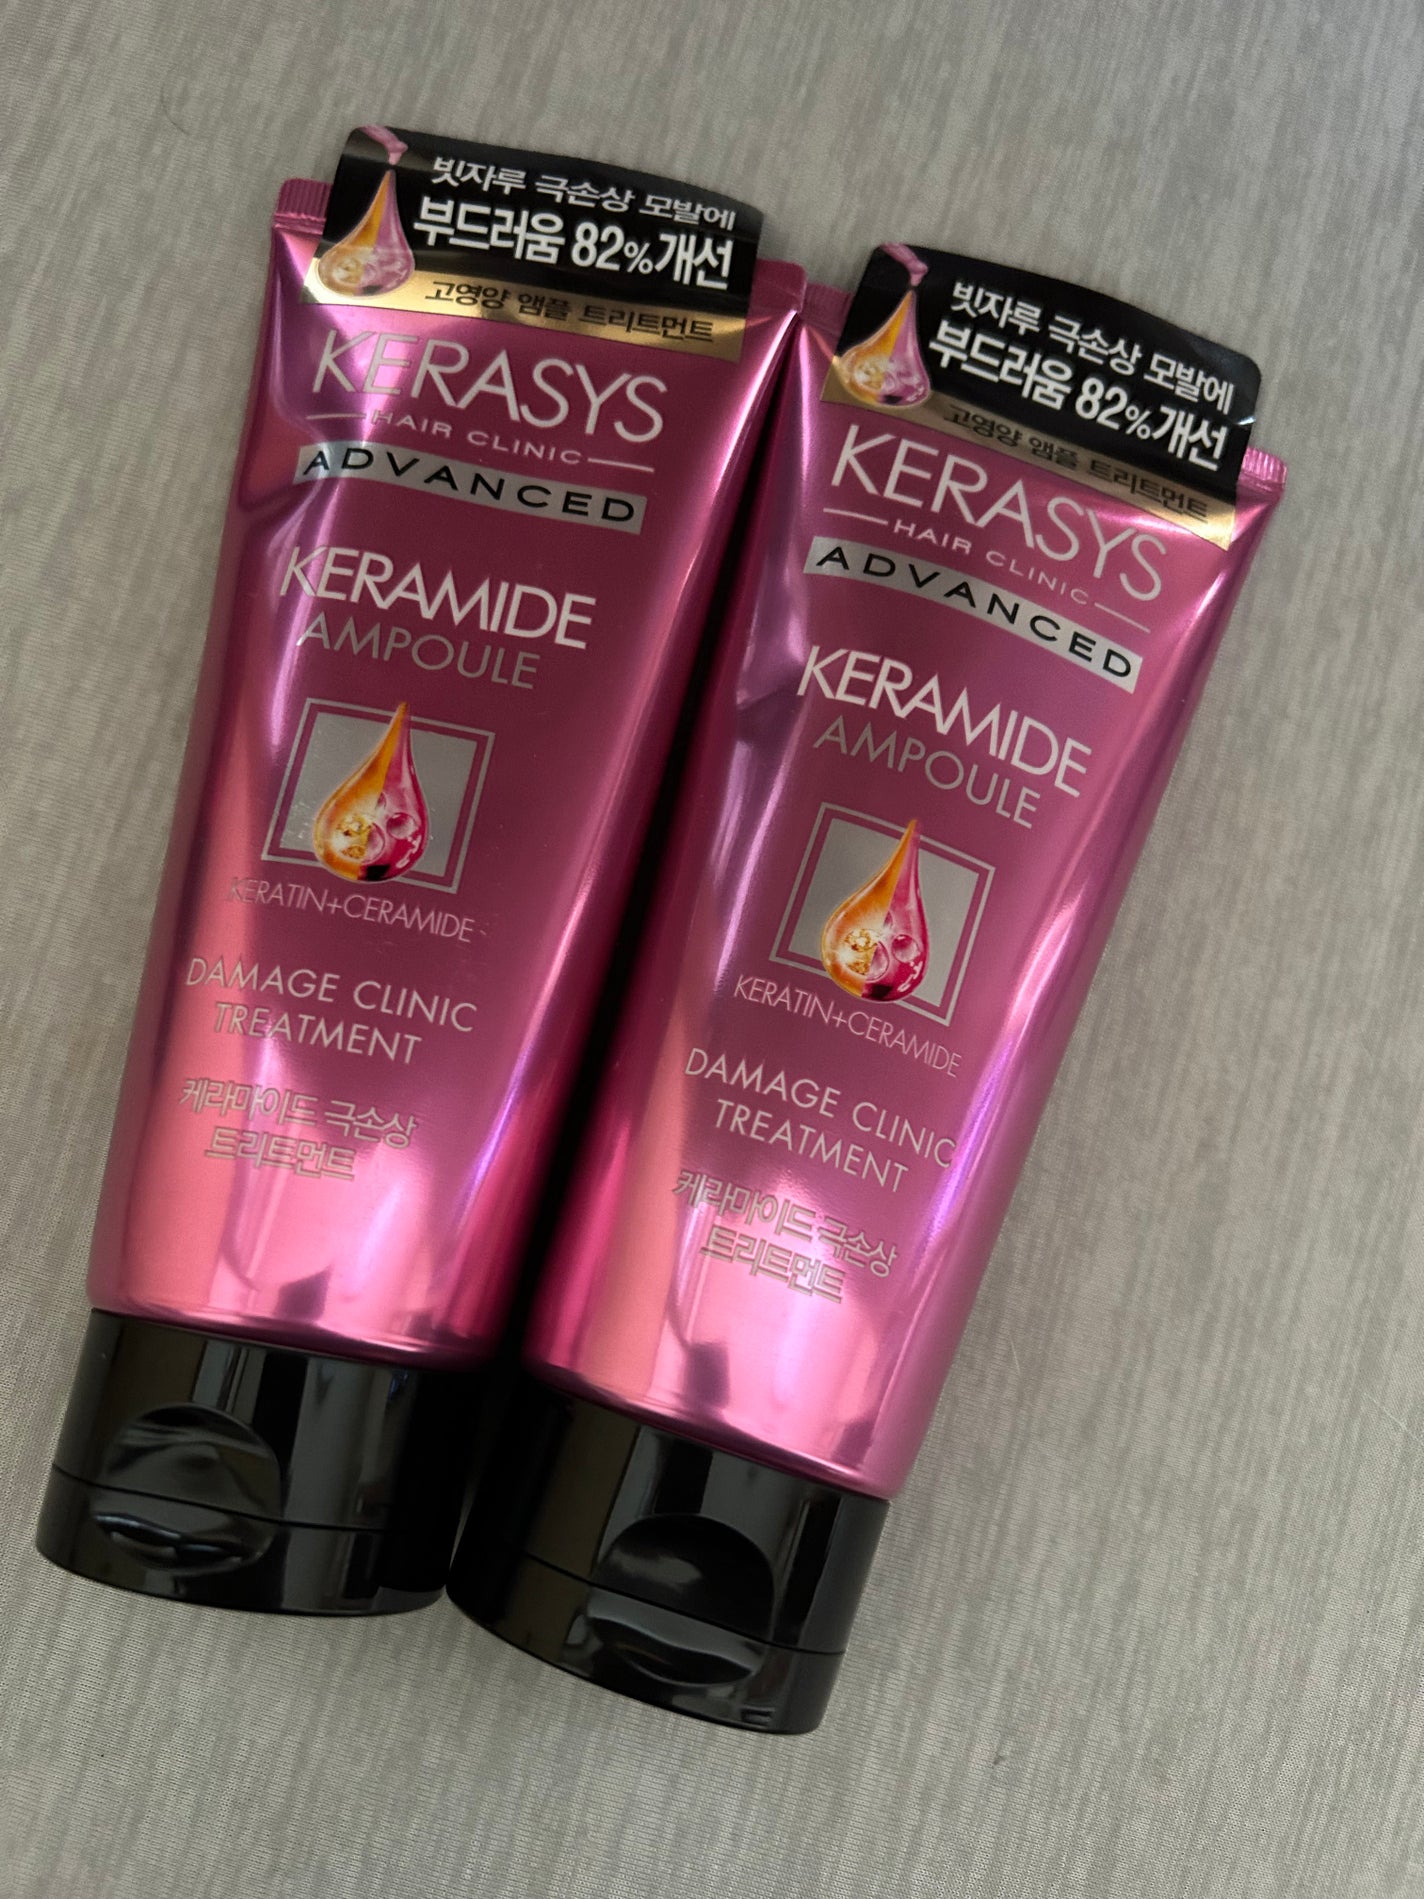 빗자루 극손상 모발에
부드러움 82%개선
고영양 앰플 트리트먼트
KERASYS
HAIR CLINIC
ADVANCED
KERAMIDE
AMPOULE
KERATIN+CERAMIDE
DAMAGE CLINIC
TREATMENT
케라마이드 극손상
트리트먼트
빗자루 극손상 모발에
부드러움 82%개선
고영양 앰플 트리트먼트
KERASYS
HAIR CLINIC
ADVANCED
KERAMIDE
AMPOULE
KERATIN+CERAMIDE
DAMAGE CLINIC
TREATMENT
케라마이드 극손상
트리트먼트